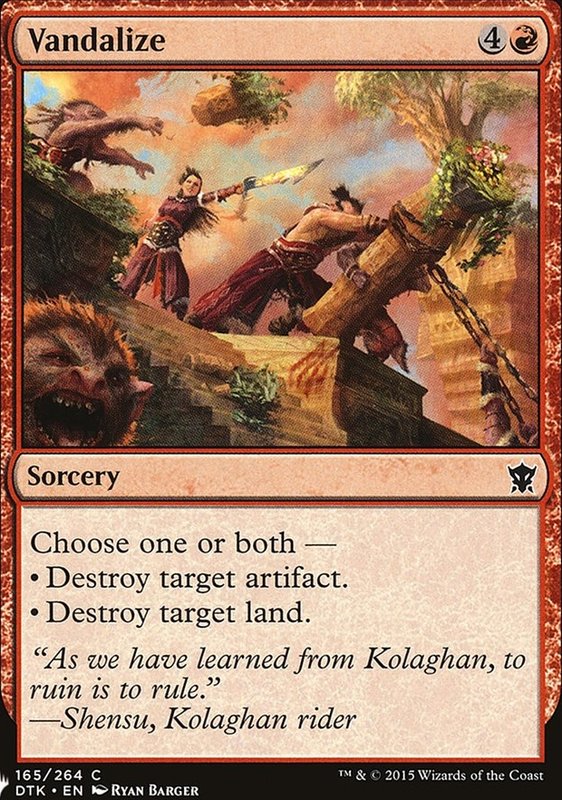 Vandalize 4
Sorcery
Choose one or both —
• Destroy target artifact.
• Destroy target land.
“As we have learned from Kolaghan, to
ruin is to rule.”
—Shensu, Kolaghan rider
165/264 C
DTK • EN Ryan Barger
™ & © 2015 Wizards of the Coast